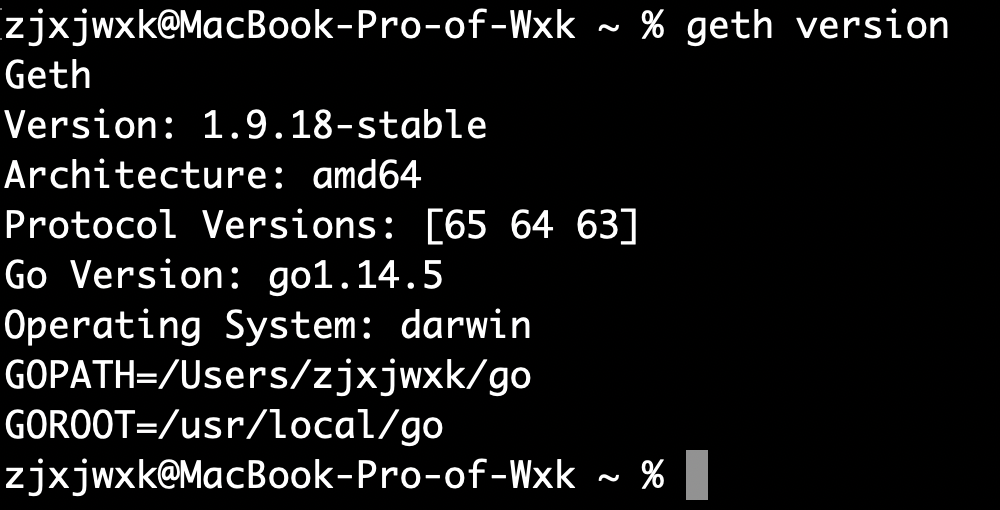 zjxjwxk@MacBook-Pro-of-Wxk ~ % geth version
Geth
Version: 1.9.18-stable
Architecture: amd64
Protocol Versions: [65 64 63]
Go Version: go1.14.5
Operating System: darwin
GOPATH=/Users/zjxjwxk/go
GOROOT=/usr/local/go
zjxjwxk@MacBook-Pro-of-Wxk ~ %